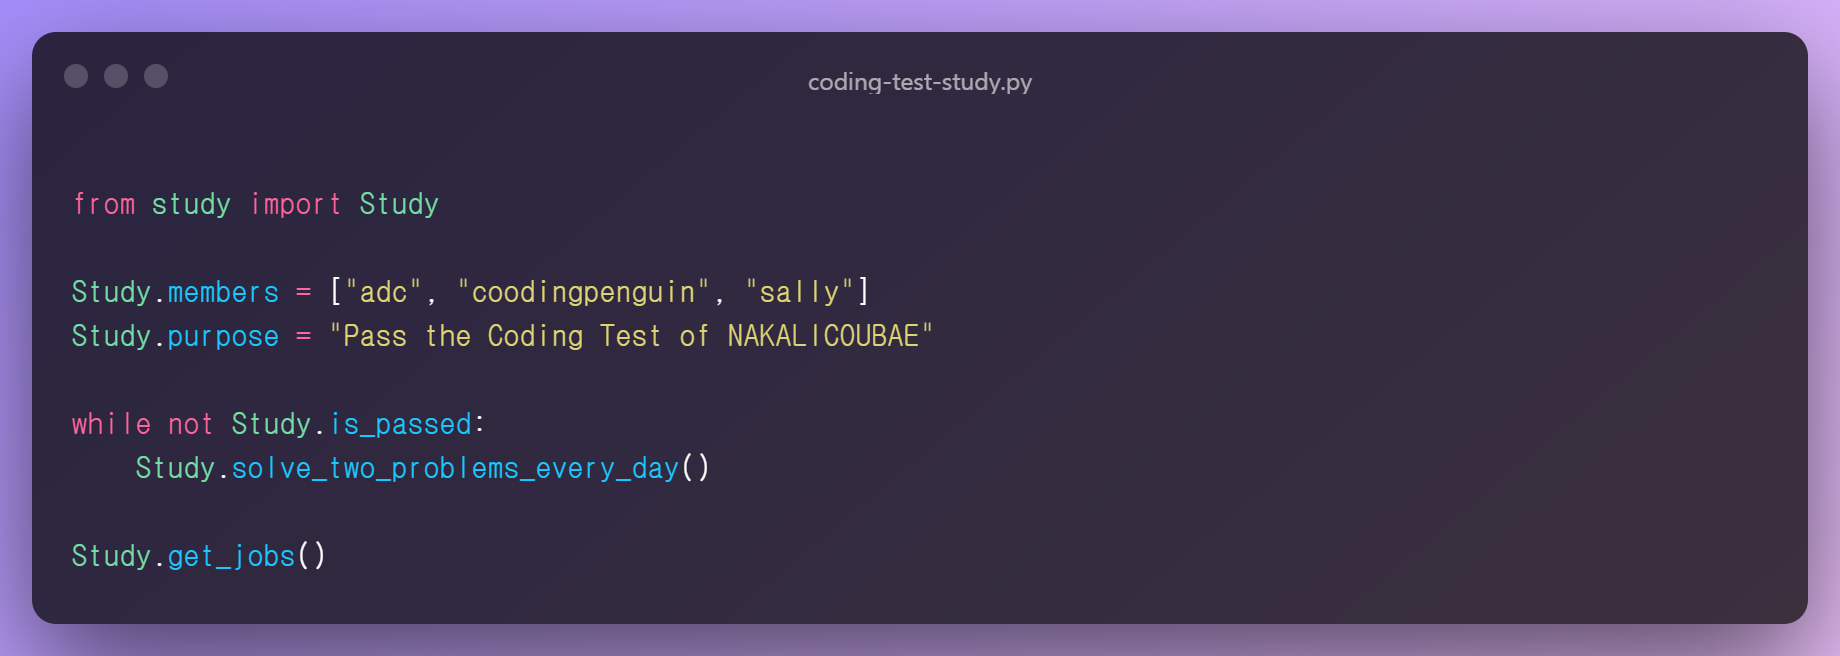 coding-test-study.py
from study import Study
Study.members = ["adc", "coodingpenguin", "sally"]
Study.purpose = "Pass the Coding Test of NAKALICOUBAE"
while not Study.is_passed:
    Study.solve_two_problems_every_day()
Study.get_jobs()